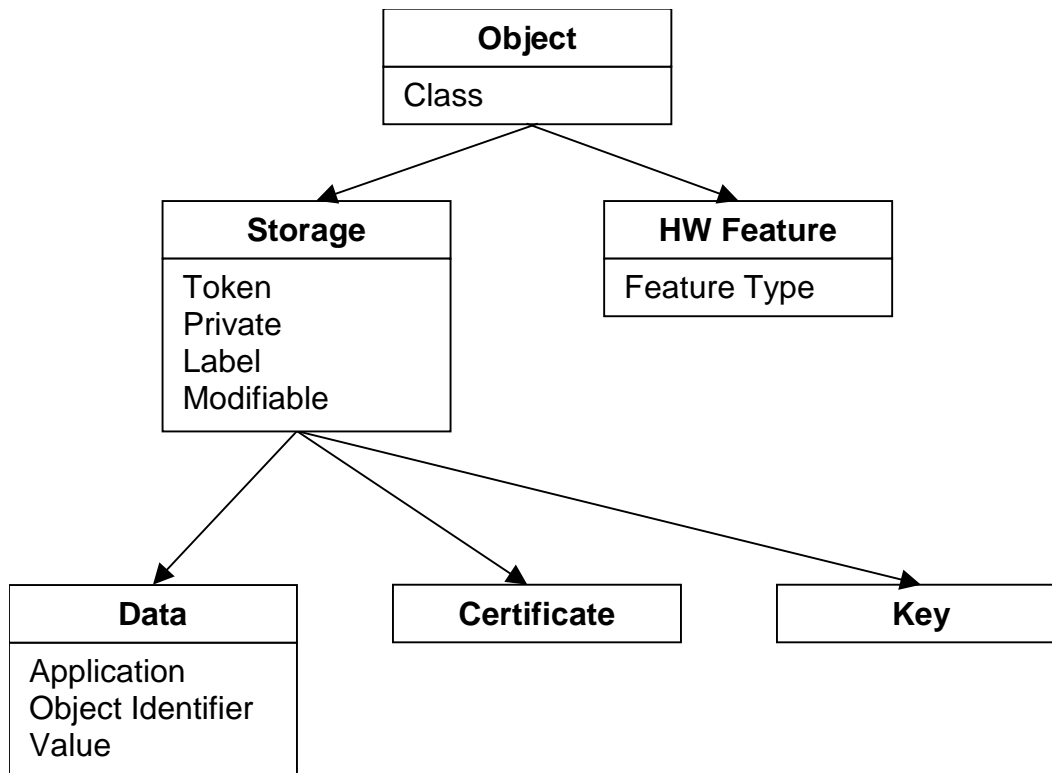 Object
Class
Storage
Token
Private
Label
Modifiable
HW Feature
Feature Type
Data
Application
Object Identifier
Value
Certificate
Key